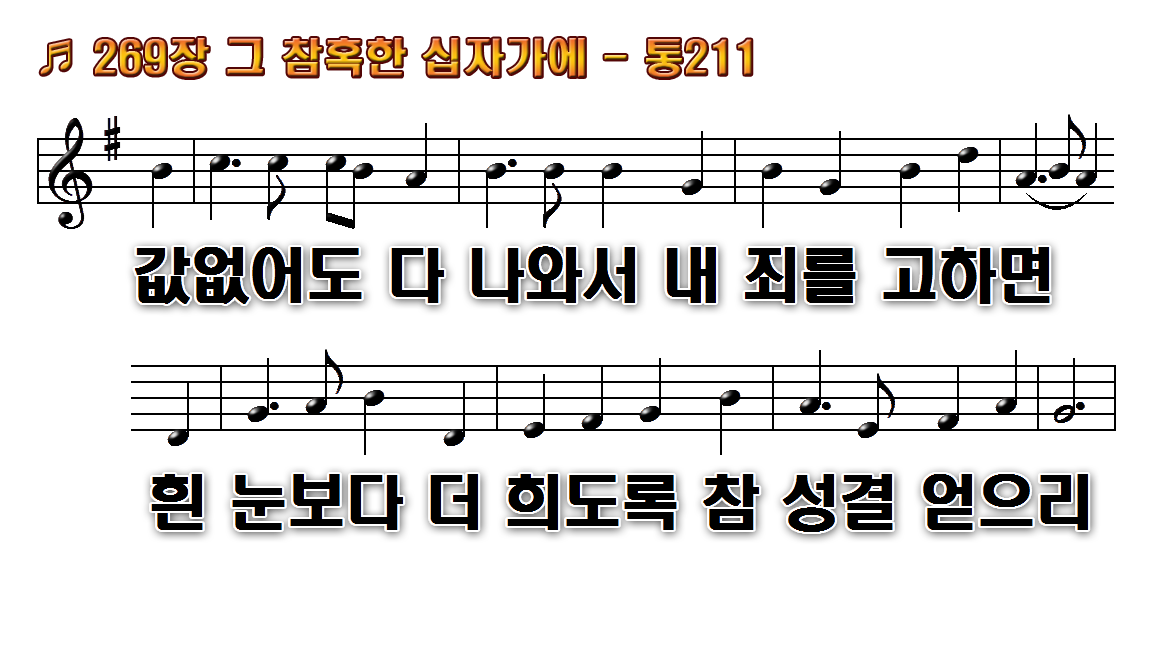 ♬ 269장 그 참혹한 십자가에 - 통211
값없어도 다 나와서 내 죄를 고하면
흰 눈보다 더 희도록 참 성결 얻으리